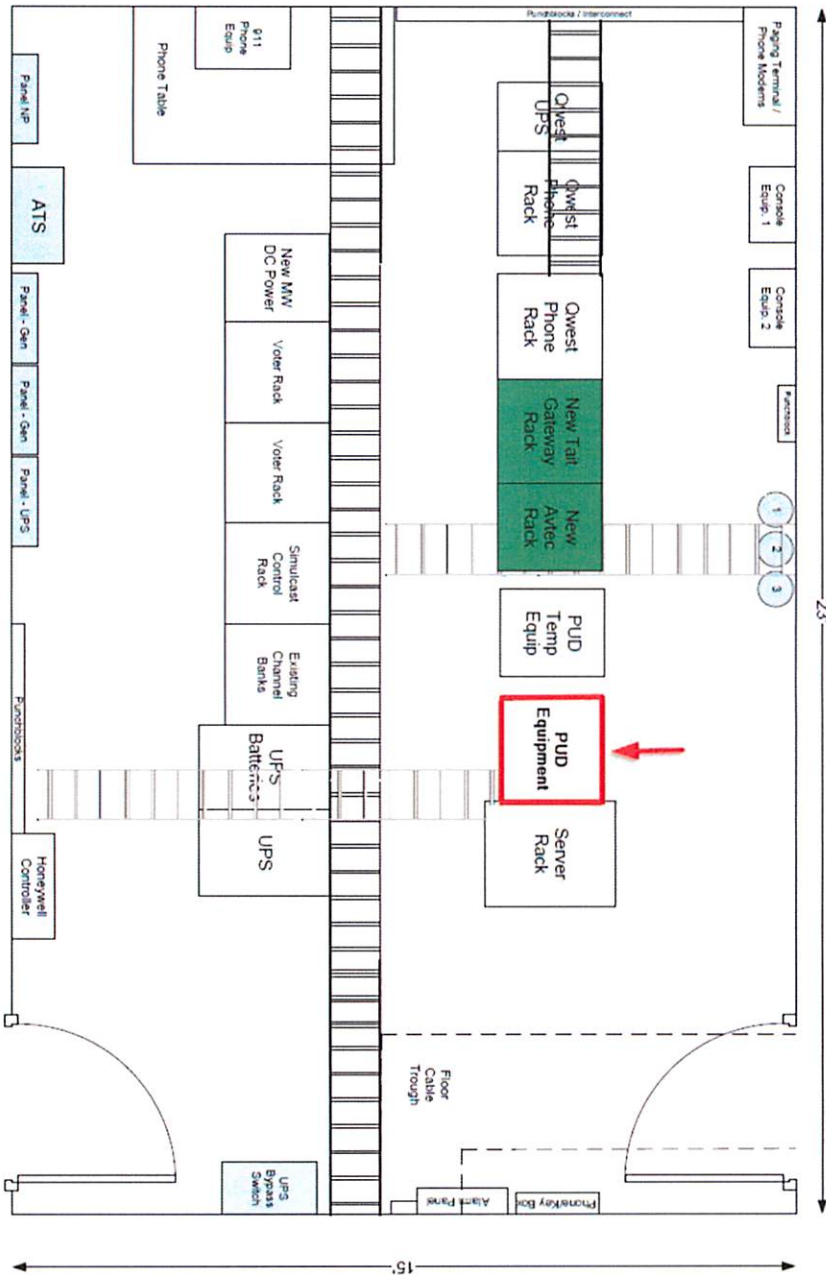 Punchblocks / Interconnect
Paging Terminal /
Phone Modems
911
Phone
Equip
Phone Table
Panel NP
Qwest
UPS
Qwest
Phone
Rack
Console
Equip. 1
ATS
Console
Equip. 2
New MW
DC Power
Qwest
Phone
Rack
Panel - Gen
Voter Rack
New Tait
Gateway
Rack
Punchblock
Panel - Gen
Voter Rack
Panel - UPS
New
Avtec
Rack
1
2
3
Simulcast
Control
Rack
PUD
Temp
Equip
23'
Existing
Channel
Banks
Punchblocks
PUD
Equipment
UPS
Batteries
UPS
Server
Rack
Honeywell
Controller
Floor
Cable
Trough
UPS
Bypass
Switch
Alarm Panel
Phone/Key Box
15'